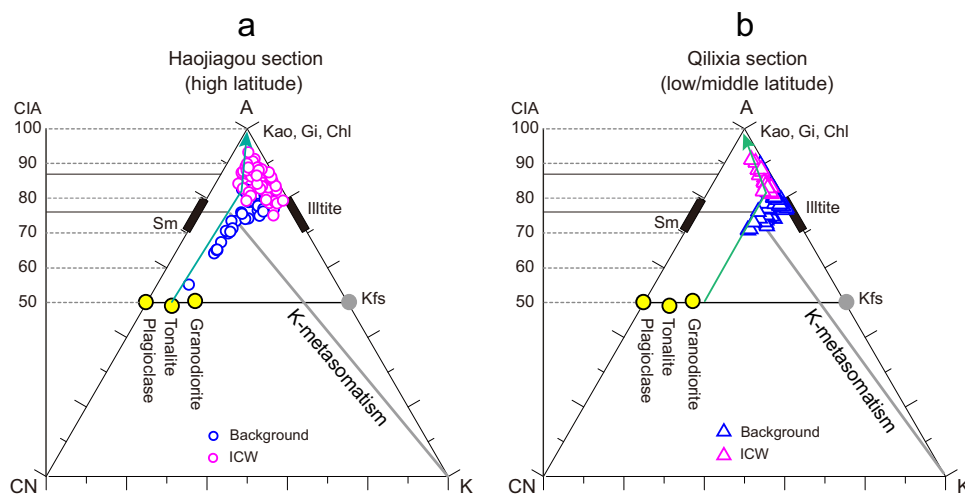 a
Haojiagou section
(high latitude)
CIA
A
100
Kao, Gi, Chl
90
80
Sm
Illtite
70
60
50
Kfs
Plagioclase
Tonalite
Granodiorite
K-metasomatism
Background
ICW
CN
K
b
Qilixia section
(low/middle latitude)
CIA
A
100
Kao, Gi, Chl
90
80
Sm
Illtite
70
60
50
Kfs
Plagioclase
Tonalite
Granodiorite
K-metasomatism
Background
ICW
CN
K